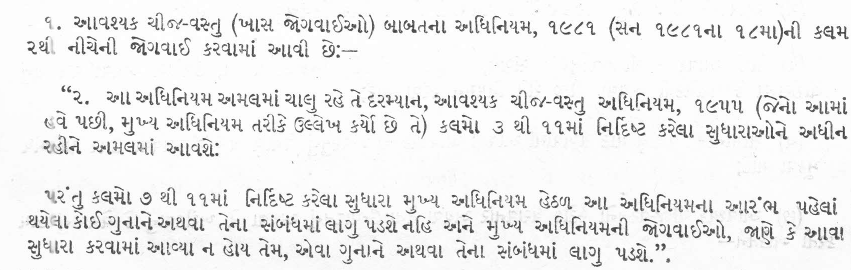 ૧. આવશ્યક ચીજ-વસ્તુ (ખાસ જોગવાઈઓ) બાબતના અધિનિયમ, ૧૯૮૧ (સન ૧૯૮૧ના ૧૮મા)ની કલમ
૨થી નીચેની જોગવાઈ કરવામાં આવી છે:—
“૨. આ અધિનિયમ અમલમાં ચાલુ રહે તે દરમ્યાન, આવશ્યક ચીજ-વસ્તુ અધિનિયમ, ૧૯૫૫ (જેનો આમાં
હવે પછી, મુખ્ય અધિનિયમ તરીકે ઉલ્લેખ કર્યો છે તે) કલમો ૩ થી ૧૧માં નિર્દિષ્ટ કરેલા સુધારાઓને અધીન
રહીને અમલમાં આવશે:
પરંતુ કલમો ૭ થી ૧૧માં નિર્દિષ્ટ કરેલા સુધારા મુખ્ય અધિનિયમ હેઠળ આ અધિનિયમના આરંભ પહેલાં
થયેલા કોઈ ગુનાને અથવા તેના સંબંધમાં લાગુ પડશે નહિ અને મુખ્ય અધિનિયમની જોગવાઈઓ, જાણે કે આવા
સુધારા કરવામાં આવ્યા ન હોય તેમ, એવા ગુનાને અથવા તેના સંબંધમાં લાગુ પડશે.”.